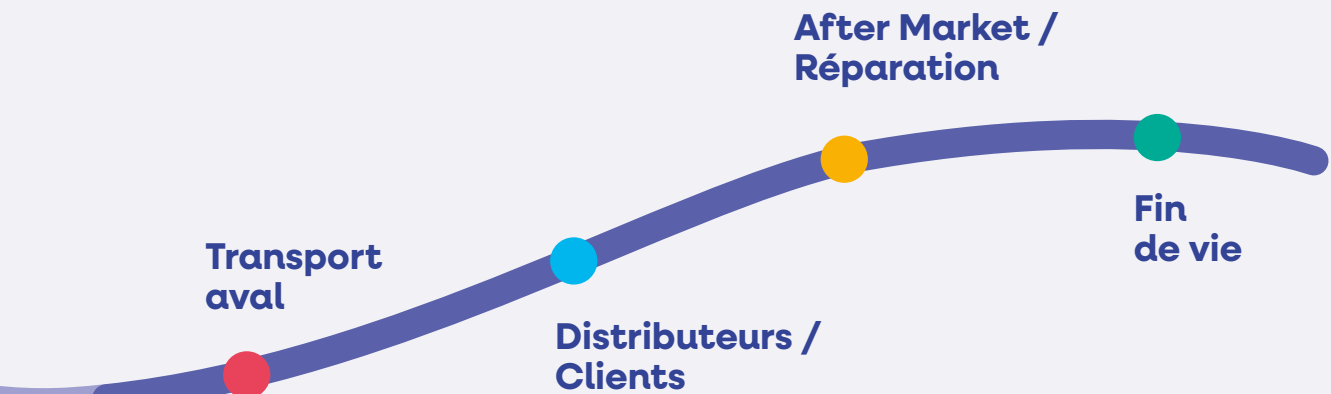 Transport
aval
Distributeurs /
Clients
After Market /
Réparation
Fin
de vie